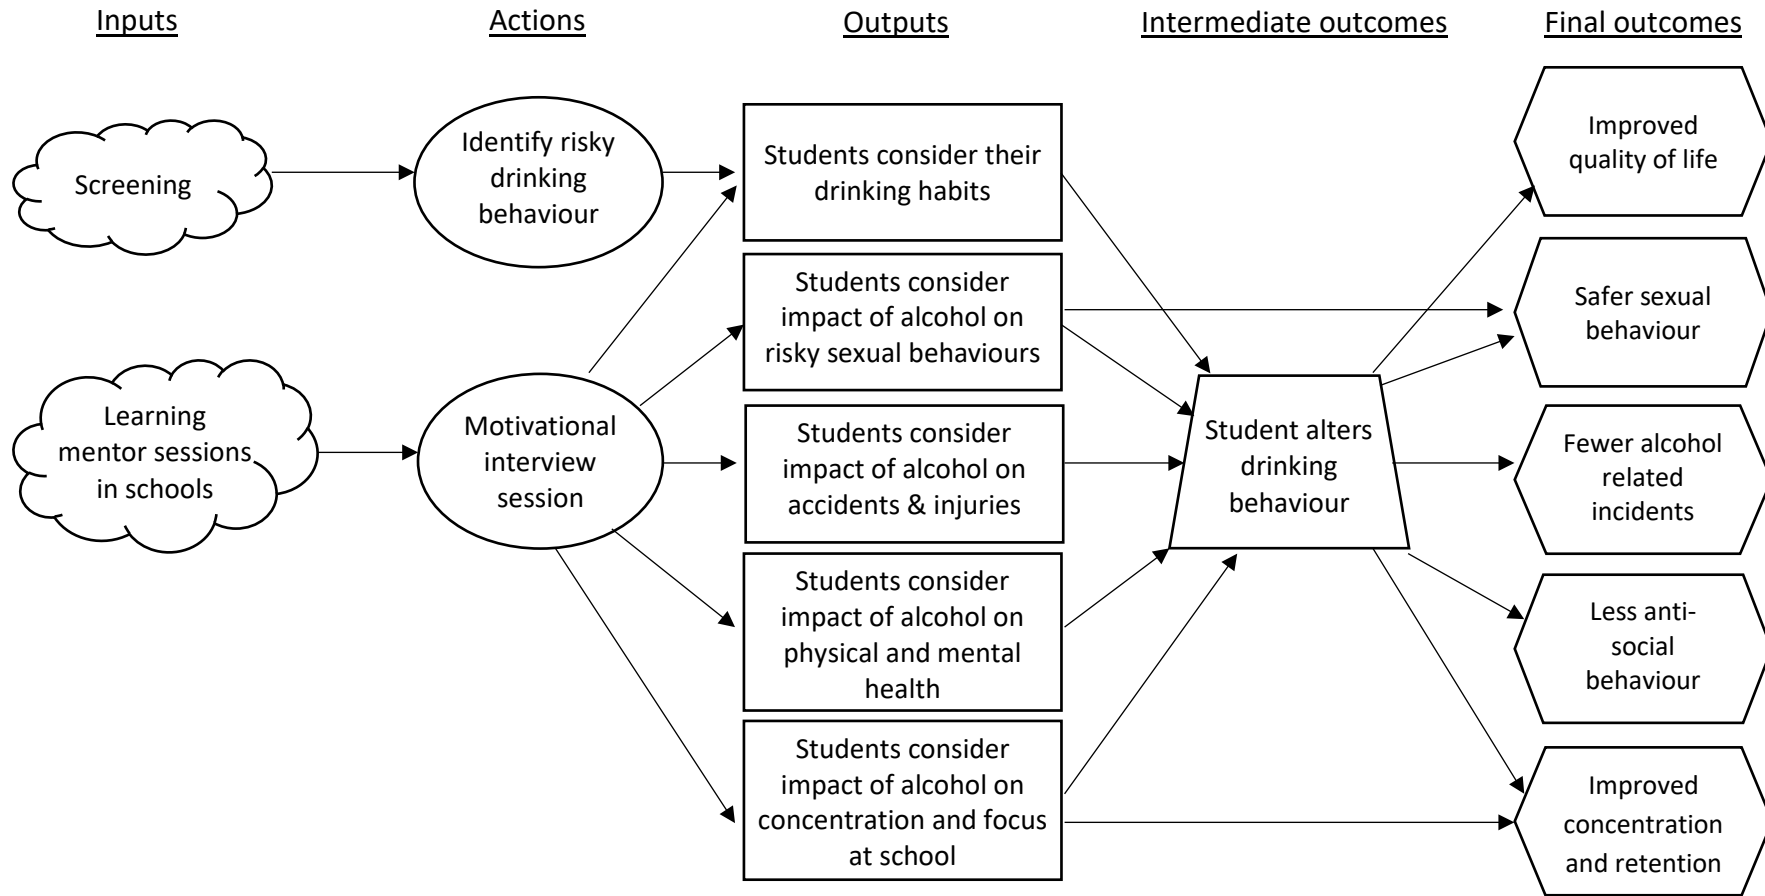 Inputs
Actions
Outputs
Intermediate outcomes
Final outcomes
Screening
Identify risky
drinking
behaviour
Students consider their
drinking habits
Improved
quality of life
Students consider
impact of alcohol on
risky sexual behaviours
Safer sexual
behaviour
Learning
mentor sessions
in schools
Motivational
interview
session
Students consider
impact of alcohol on
accidents & injuries
Student alters
drinking
behaviour
Fewer alcohol
related
incidents
Students consider
impact of alcohol on
physical and mental
health
Less anti-
social
behaviour
Students consider
impact of alcohol on
concentration and focus
at school
Improved
concentration
and retention